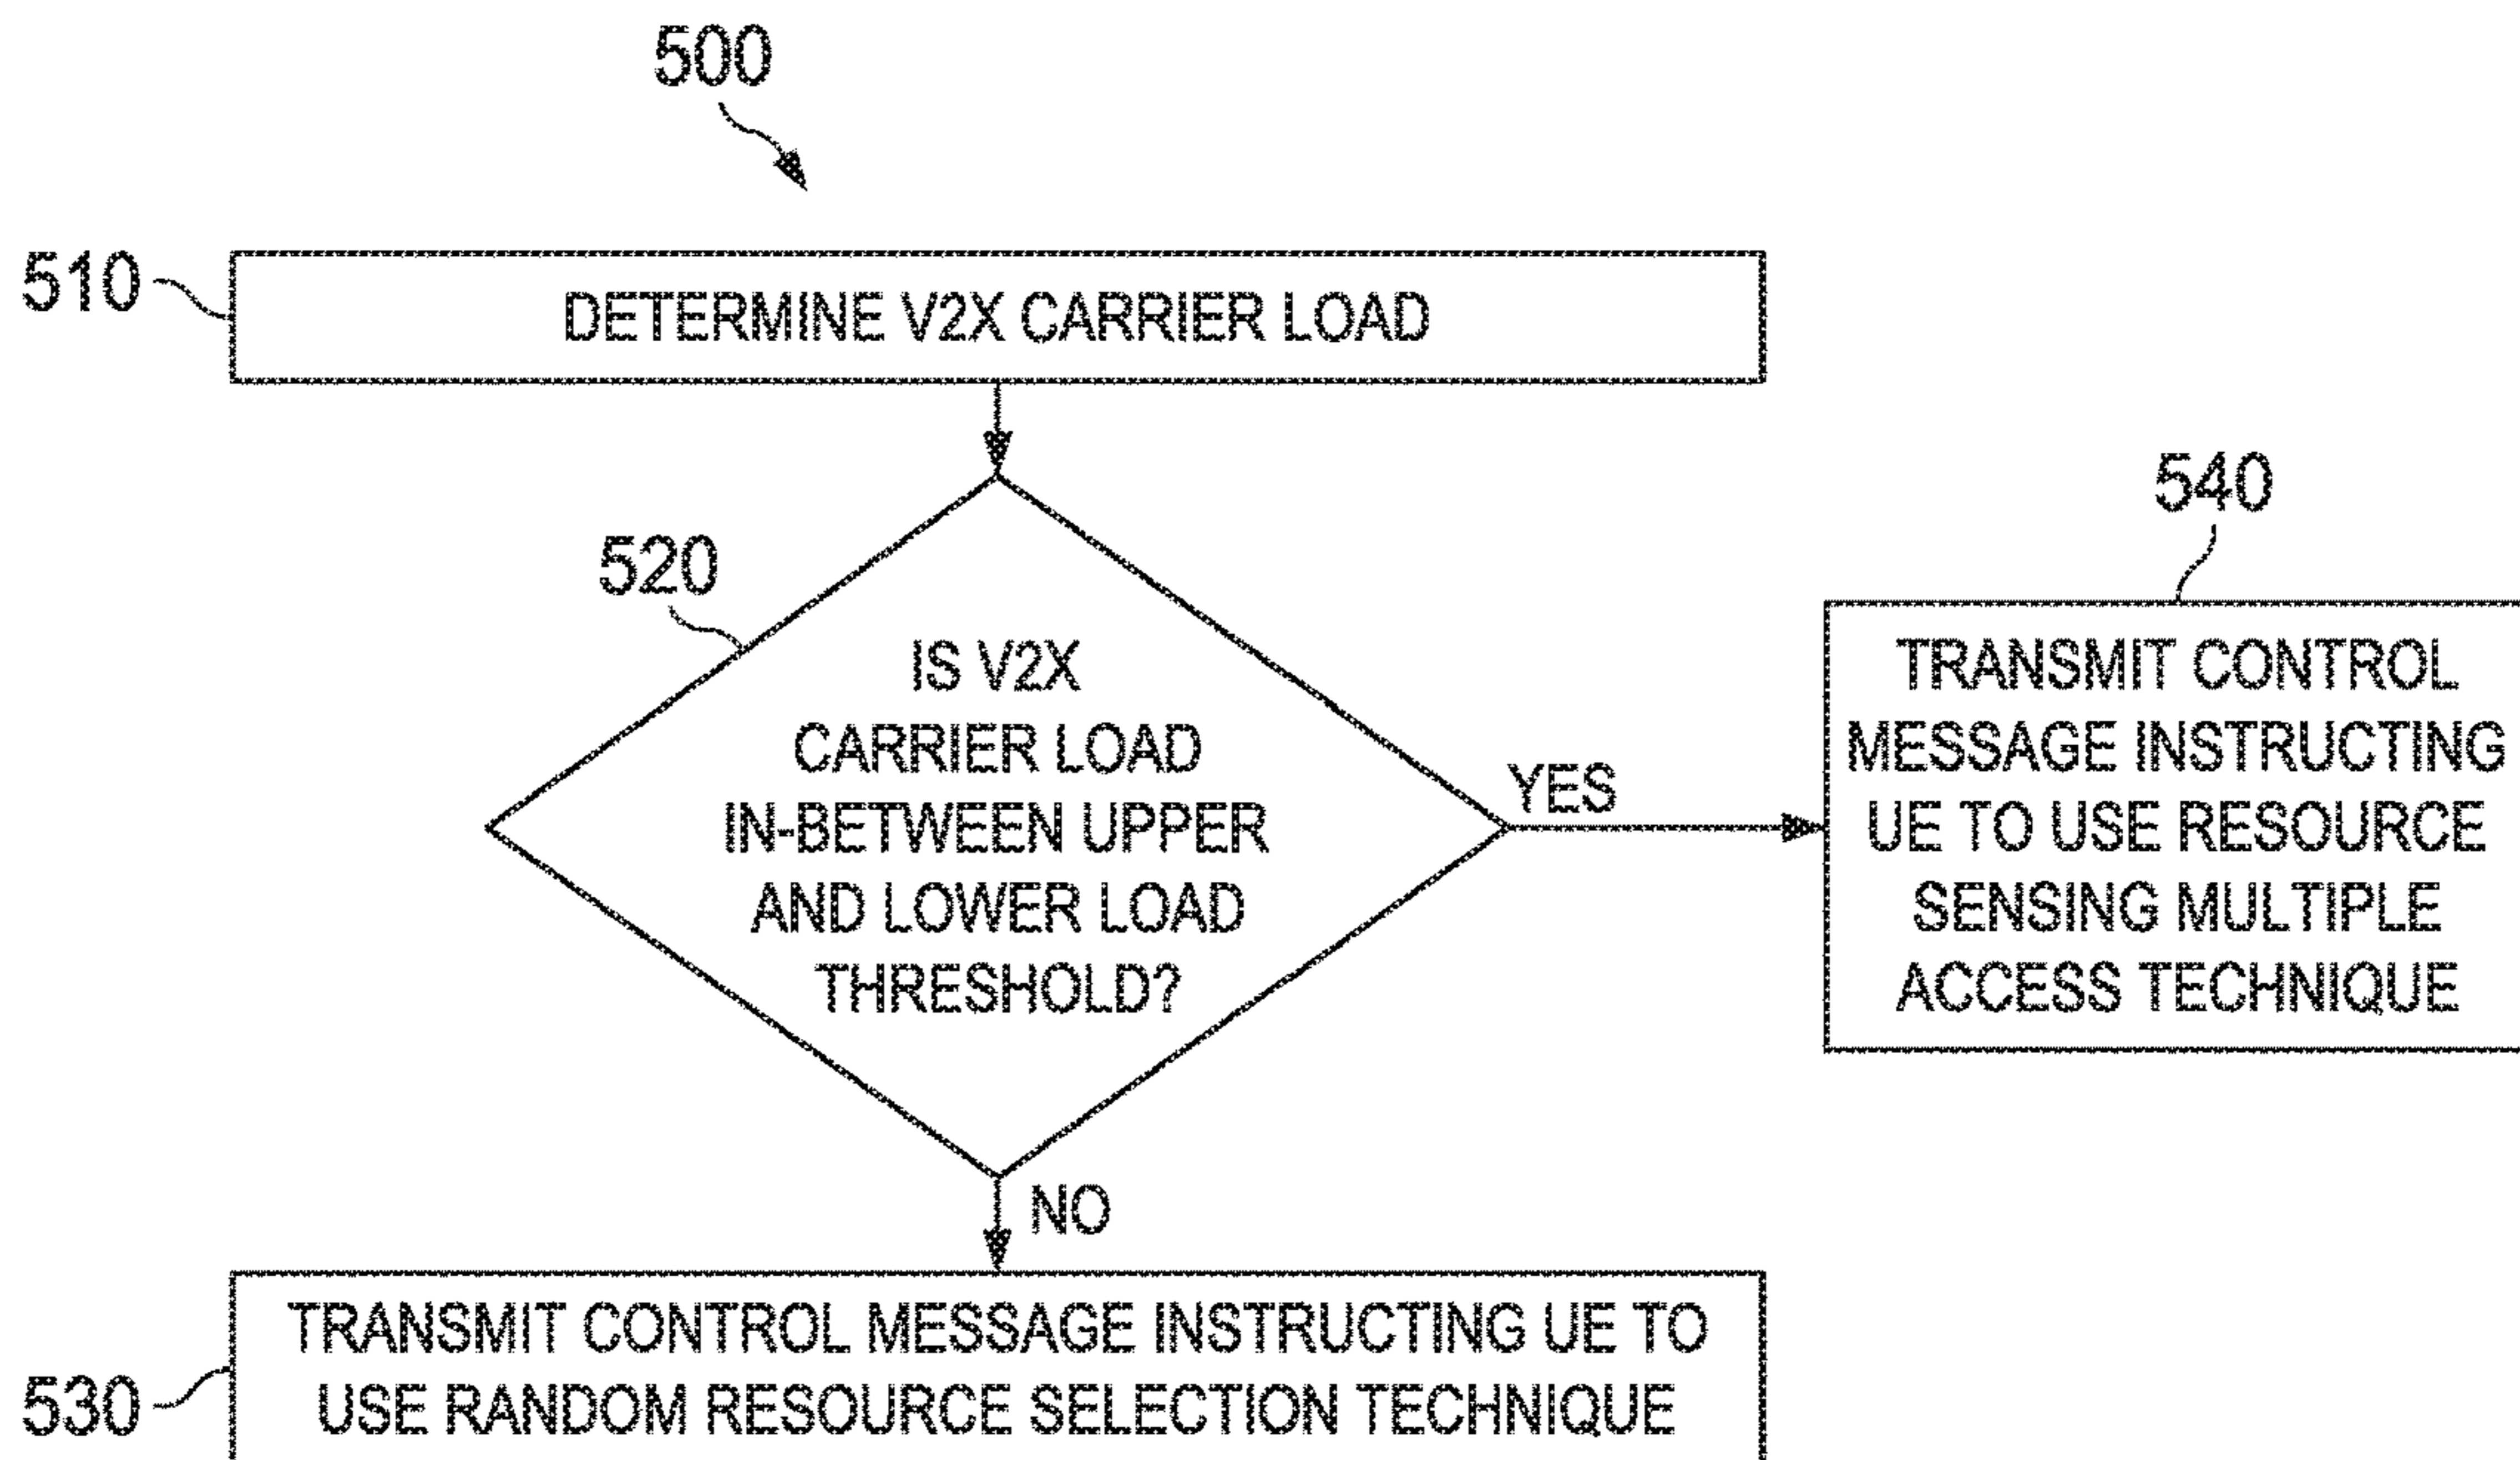 500
510
DETERMINE V2X CARRIER LOAD
520
IS V2X
CARRIER LOAD
IN-BETWEEN UPPER
AND LOWER LOAD
THRESHOLD?
YES
540
TRANSMIT CONTROL
MESSAGE INSTRUCTING
UE TO USE RESOURCE
SENSING MULTIPLE
ACCESS TECHNIQUE
NO
530
TRANSMIT CONTROL MESSAGE INSTRUCTING UE TO
USE RANDOM RESOURCE SELECTION TECHNIQUE